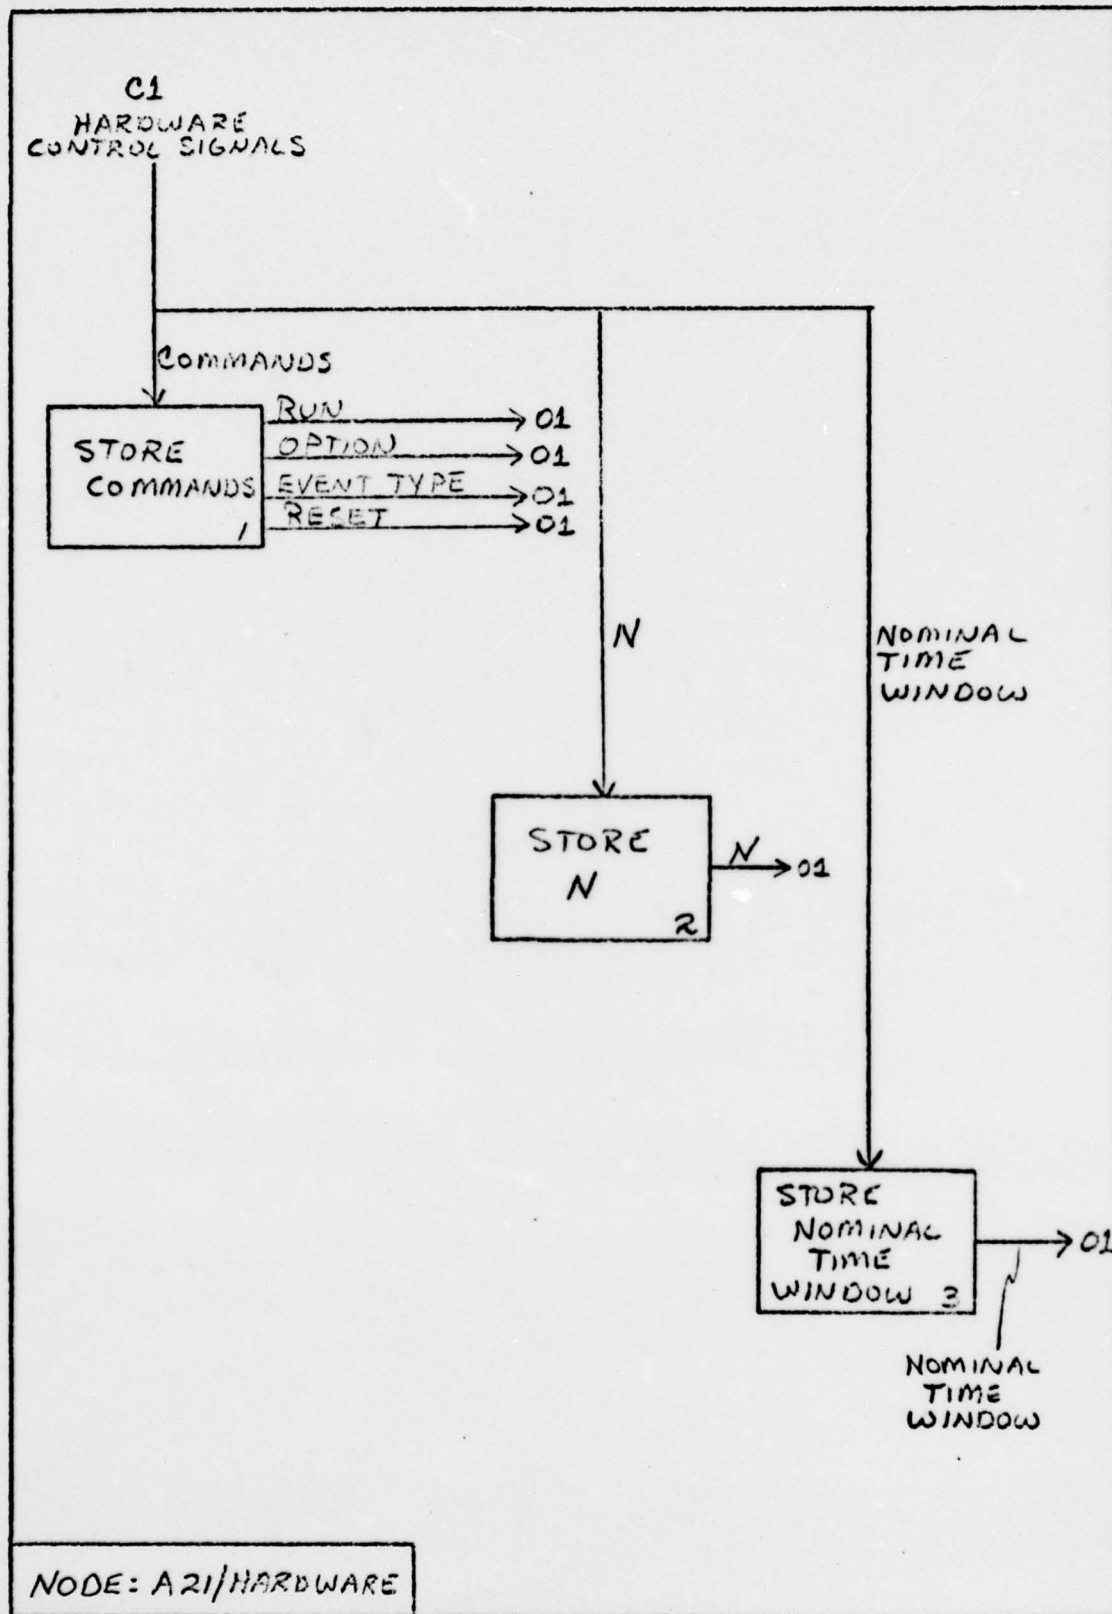 C1
HARDWARE
CONTROL SIGNALS
COMMANDS
STORE
COMMANDS
1
RUN
01
OPTION
01
EVENT TYPE
01
RESET
01
N
NOMINAL
TIME
WINDOW
STORE
N
2
N
01
STORE
NOMINAL
TIME
WINDOW 3
01
NOMINAL
TIME
WINDOW
NODE: A21/HARDWARE